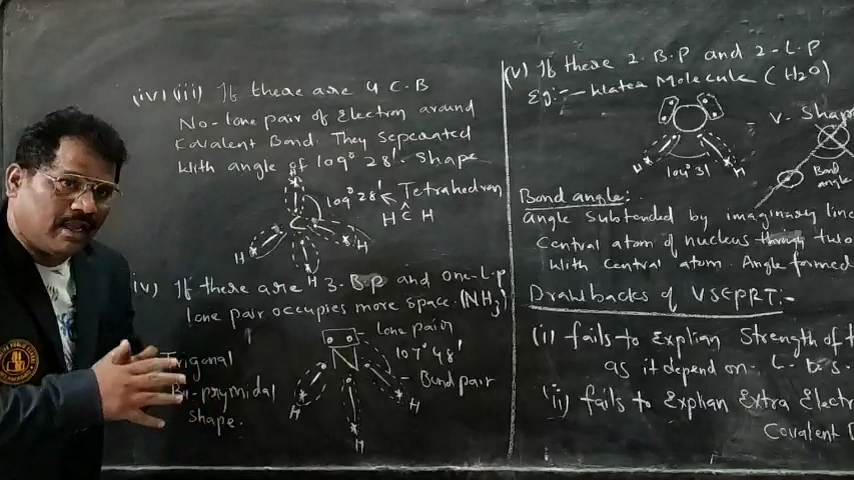 (iv) (iii) If there are 4 C.B
No-lone pair of Electron around
Covalent Bond. They Seperated
With angle of 109° 28'. Shape
109° 28' ← Tetrahedran
H C H
H
C
H
H
H
iv) If there are 3-B.p and one-L.p
lone pair occupies more space. (NH3)
lone pair
107° 48'
Bond pair
N
H
H
H
Trigonal
Bi-prymidal
Shape.
(v) If there 2-B.P and 2-L.P
Eg:- Water Molecule (H2O)
= V-Shap
H
H
104° 31'
Bond
angle
Bond angle:
Angle Subtended by imaginary line
Central atom of nucleus through two
With Central atom. Angle formed
Drawbacks of VSEPRT:-
(i) fails to Explian Strength of t
as it depend on L.b.s.
(ii) fails to Explian Extra Electr
Covalent